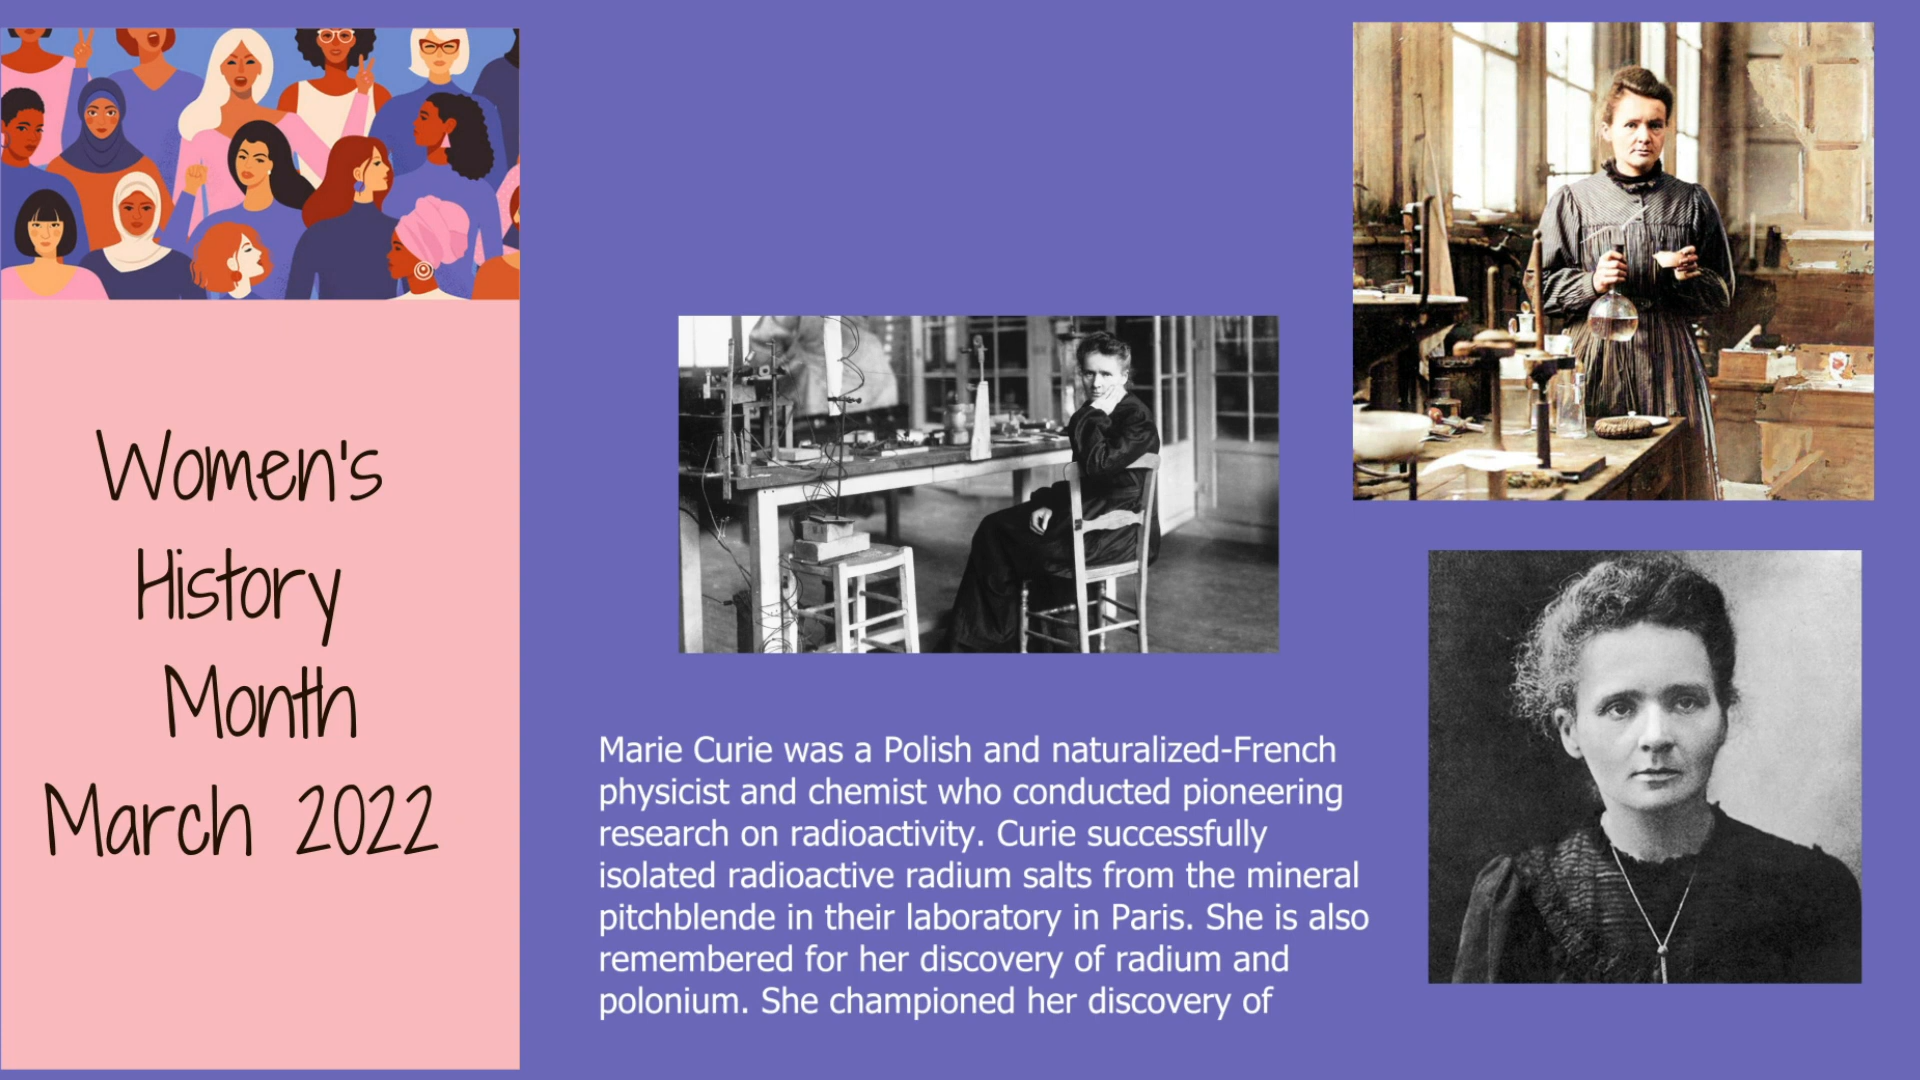 Women's
History
Month
March 2022
Marie Curie was a Polish and naturalized-French
physicist and chemist who conducted pioneering
research on radioactivity. Curie successfully
isolated radioactive radium salts from the mineral
pitchblende in their laboratory in Paris. She is also
remembered for her discovery of radium and
polonium. She championed her discovery of